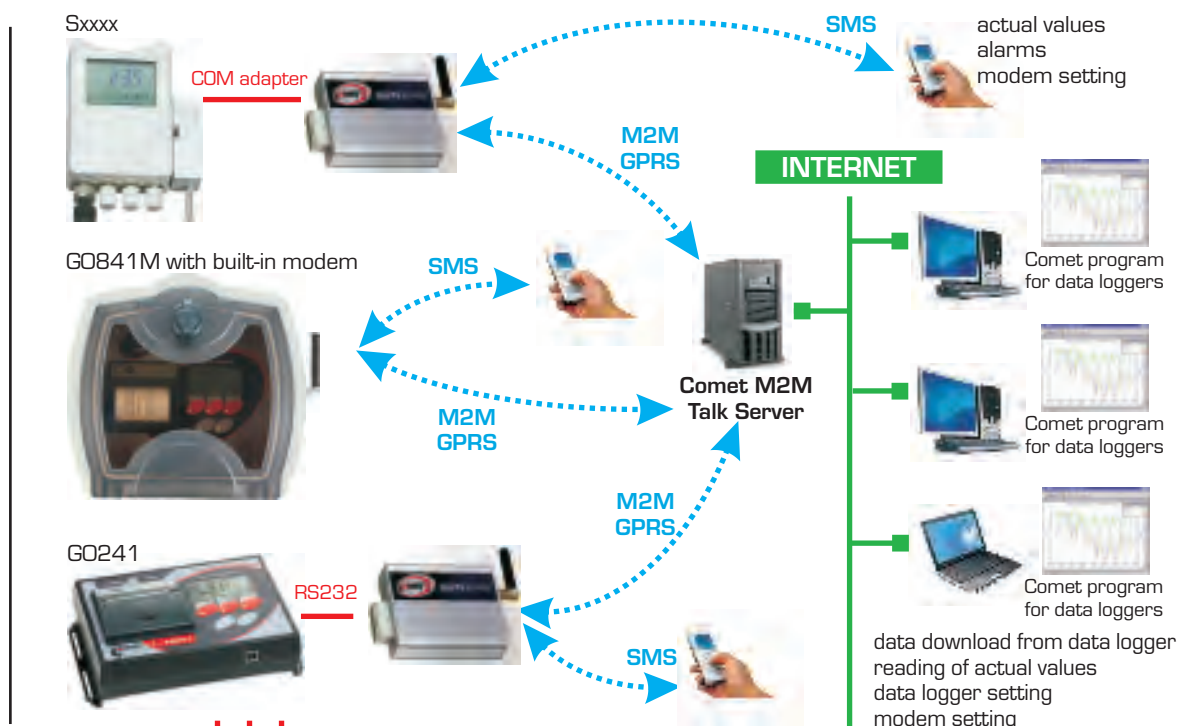 Sxxxx
COM adapter
SMS
actual values
alarms
modem setting
M2M
GPRS
INTERNET
Comet program
for data loggers
G0841M with built-in modem
SMS
M2M
GPRS
Comet M2M
Talk Server
Comet program
for data loggers
G0241
RS232
M2M
GPRS
SMS
Comet program
for data loggers
data download from data logger
reading of actual values
data logger setting
modem setting